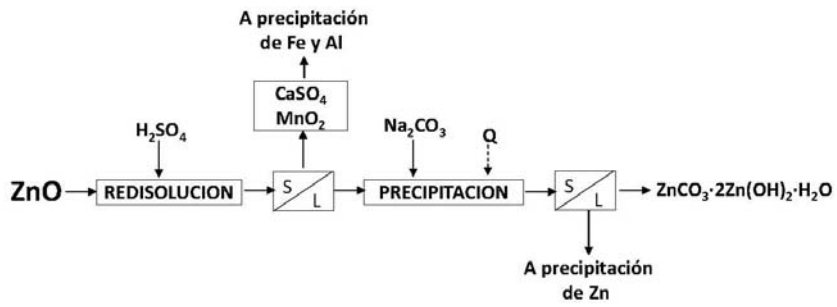 A precipitación
de Fe y Al
CaSO₄
MnO₂
H₂SO₄
Na₂CO₃
Q
ZnO
REDISOLUCION
S
L
PRECIPITACION
S
L
ZnCO₃·2Zn(OH)₂·H₂O
A precipitación
de Zn